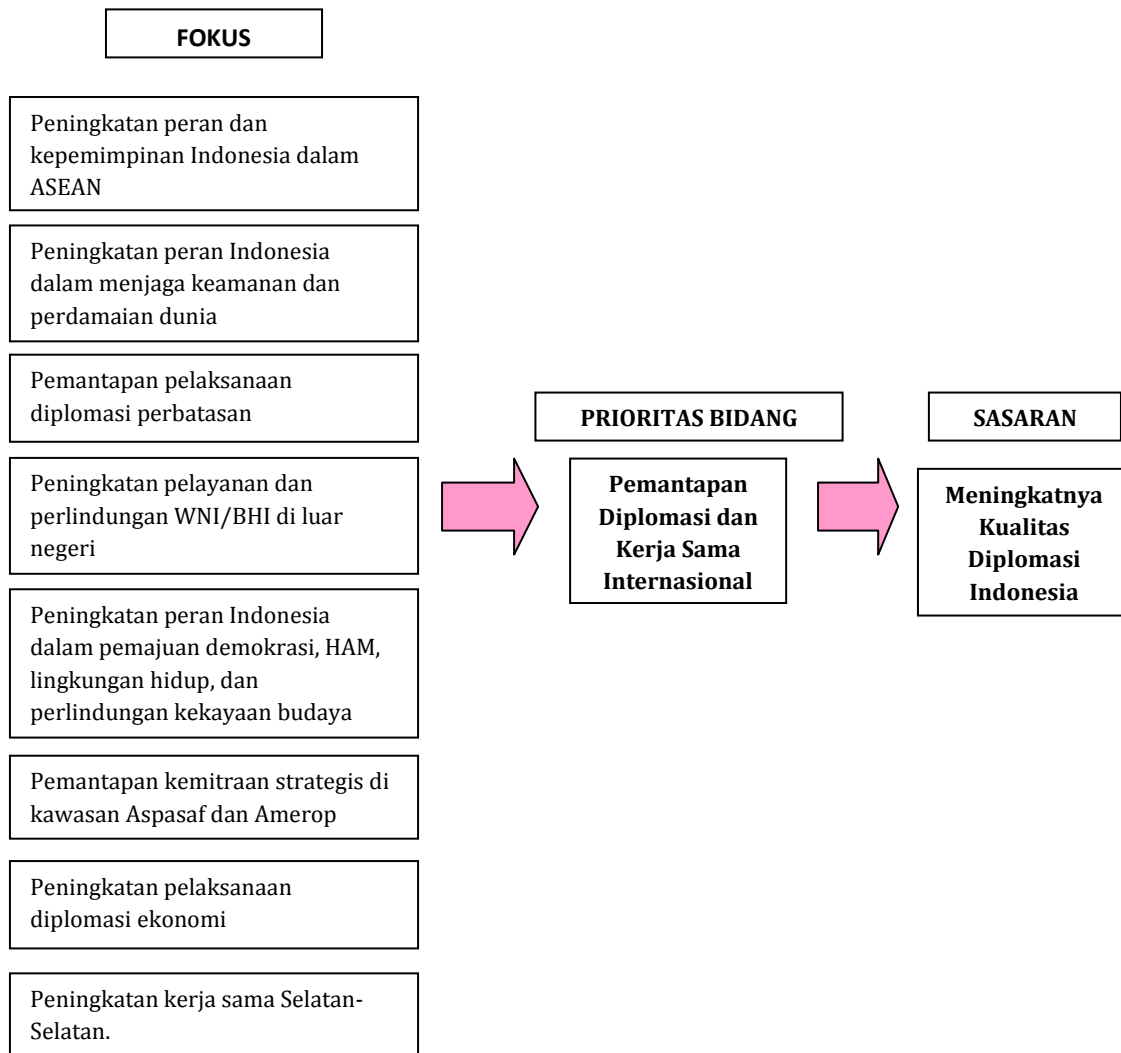 FOKUS
Peningkatan peran dan
kepemimpinan Indonesia dalam
ASEAN
Peningkatan peran Indonesia
dalam menjaga keamanan dan
perdamaian dunia
Pemantapan pelaksanaan
diplomasi perbatasan
Peningkatan pelayanan dan
perlindungan WNI/BHI di luar
negeri
Peningkatan peran Indonesia
dalam pemajuan demokrasi, HAM,
lingkungan hidup, dan
perlindungan kekayaan budaya
Pemantapan kemitraan strategis di
kawasan Aspasaf dan Amerop
Peningkatan pelaksanaan
diplomasi ekonomi
Peningkatan kerja sama Selatan-
Selatan.
PRIORITAS BIDANG
Pemantapan
Diplomasi dan
Kerja Sama
Internasional
SASARAN
Meningkatnya
Kualitas
Diplomasi
Indonesia